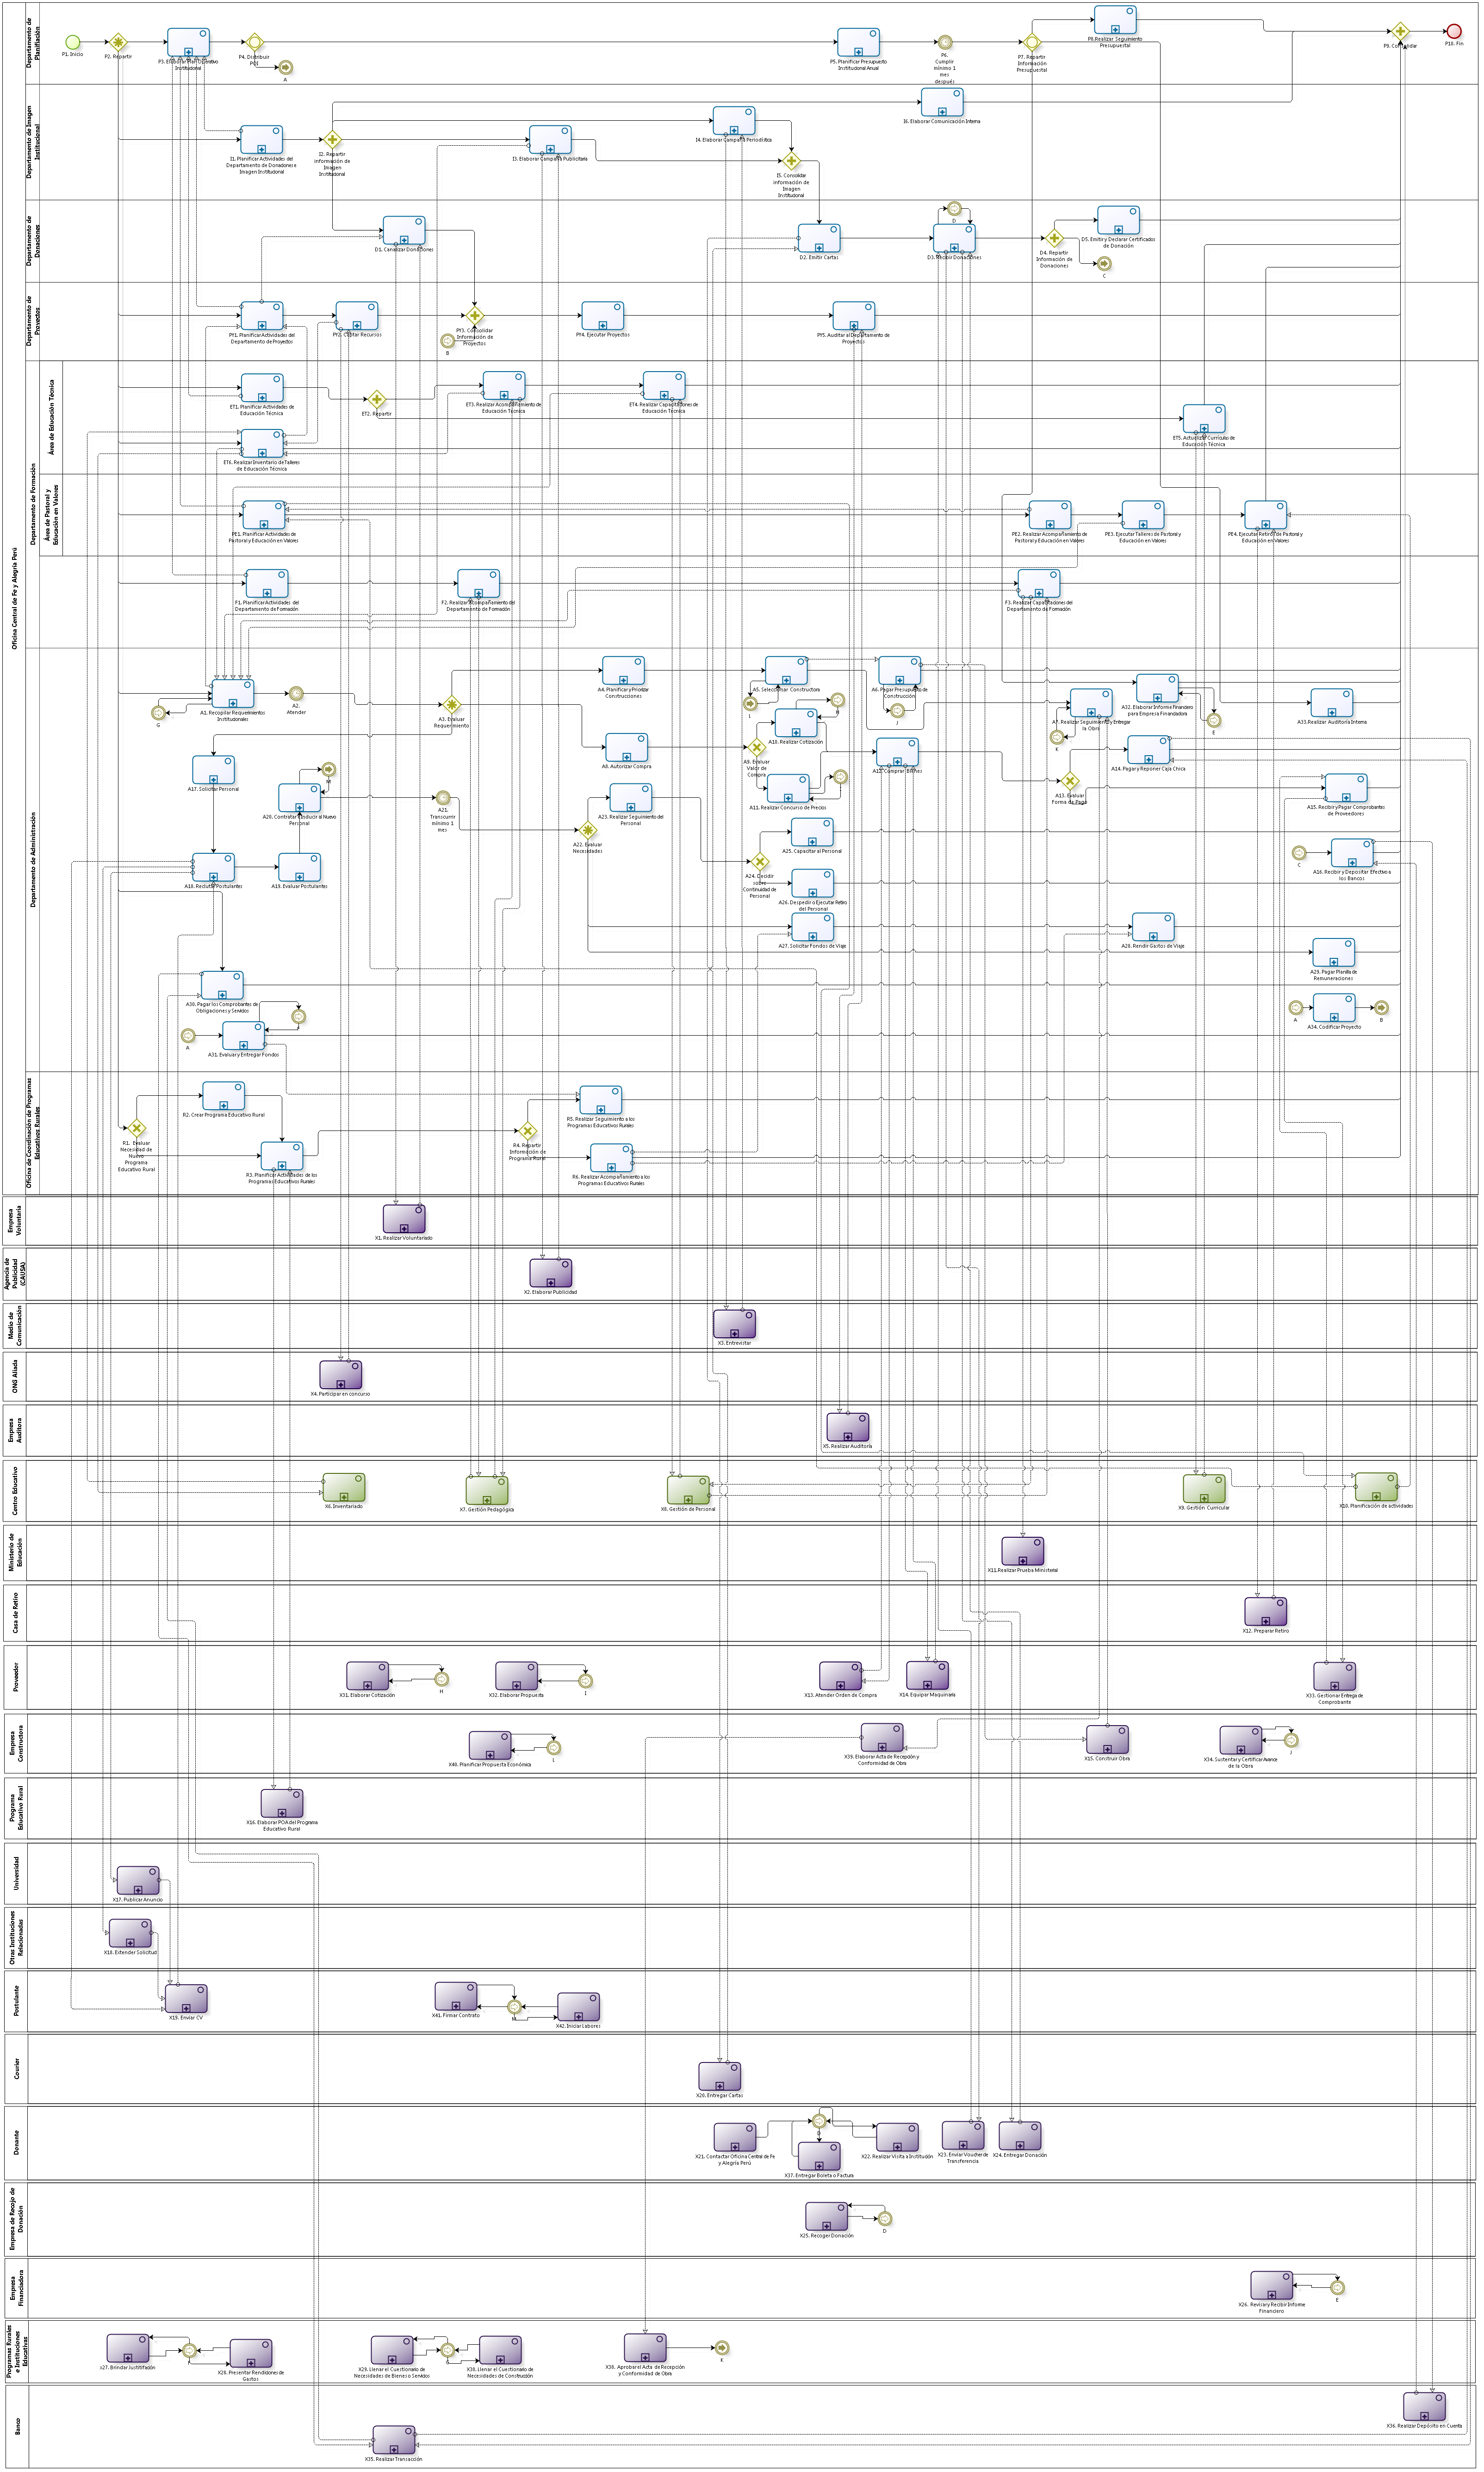 Oficina Central de Fe y Alegría Perú
Departamento de
Planificación
P1. Inicio
P2. Repartir
P3. Elaborar Plan Operativo
Institucional
P4. Distribuir
POI
A
P5. Planificar Presupuesto
Institucional Anual
P6.
Cumplir
mínimo 1
mes
después
P7. Repartir
Información
Presupuestal
P8.Realizar Seguimiento
Presupuestal
P9. Consolidar
P10. Fin
Departamento de Imagen
Institucional
I1. Planificar Actividades del
Departamento de Donaciones e
Imagen Institucional
I2. Repartir
información de
Imagen
Institucional
I3. Elaborar Campaña Publicitaria
I4. Elaborar Campaña Periodística
I5. Consolidar
información de
Imagen
Institucional
I6. Elaborar Comunicación Interna
Departamento de
Donaciones
D1. Canalizar Donaciones
D2. Emitir Cartas
D
D3. Recibir Donaciones
D4. Repartir
Información de
Donaciones
D5. Emitir y Declarar Certificados
de Donación
C
Departamento de
Proyectos
PY1. Planificar Actividades del
Departamento de Proyectos
PY2. Captar Recursos
PY3. Consolidar
Información de
Proyectos
B
PY4. Ejecutar Proyectos
PY5. Auditar al Departamento de
Proyectos
Departamento de Formación
Área de Educación Técnica
ET1. Planificar Actividades de
Educación Técnica
ET2. Repartir
ET3. Realizar Acompañamiento de
Educación Técnica
ET4. Realizar Capacitaciones de
Educación Técnica
ET5. Actualizar Currículo de
Educación Técnica
ET6. Realizar Inventario de Talleres
de Educación Técnica
Área de Pastoral y
Educación en Valores
PE1. Planificar Actividades de
Pastoral y Educación en Valores
PE2. Realizar Acompañamiento de
Pastoral y Educación en Valores
PE3. Ejecutar Talleres de Pastoral y
Educación en Valores
PE4. Ejecutar Retiros de Pastoral y
Educación en Valores
F1. Planificar Actividades del
Departamento de Formación
F2. Realizar Acompañamiento del
Departamento de Formación
F3. Realizar Capacitaciones del
Departamento de Formación
Departamento de Administración
G
A1. Recopilar Requerimientos
Institucionales
A2.
Atender
A3. Evaluar
Requerimiento
A4. Planificar y Priorizar
Construcciones
A5. Seleccionar Constructora
A6. Pagar Presupuesto de
Construcción
A7. Realizar Seguimiento y Entregar
la Obra
K
A32. Elaborar Informe Financiero
para Empresa Financiadora
E
A33. Realizar Auditoría Interna
A8. Autorizar Compra
A9. Evaluar
Valor de
Compra
A10. Realizar Cotización
A11. Realizar Concurso de Precios
A12. Comprar Bienes
A13. Evaluar
Forma de Pago
A14. Pagar y Reponer Caja Chica
A15. Recibir y Pagar Comprobantes
de Proveedores
C
A16. Recibir y Depositar Efectivo a
los Bancos
A17. Solicitar Personal
M
A20. Contratar e Inducir al Nuevo
Personal
A21.
Transcurrir
mínimo 1
mes
A22. Evaluar
Necesidades
A23. Realizar Seguimiento del
Personal
A24. Decidir
sobre
Continuidad de
Personal
A25. Capacitar al Personal
A26. Despedir o Ejecutar Retiro
del Personal
A18. Reclutar Postulantes
A19. Evaluar Postulantes
A27. Solicitar Fondos de Viaje
A28. Rendir Gastos de Viaje
A29. Pagar Planilla de
Remuneraciones
A30. Pagar los Comprobantes de
Obligaciones y Servicios
A
A31. Evaluar y Entregar Fondos
A
A34. Codificar Proyecto
B
Oficina de Coordinación de Programas
Educativos Rurales
R1. Evaluar
Necesidad de
Nuevo
Programa
Educativo Rural
R2. Crear Programa Educativo Rural
R3. Planificar Actividades de los
Programas Educativos Rurales
R4. Repartir
Información de
Programa Rural
R5. Realizar Seguimiento a los
Programas Educativos Rurales
R6. Realizar Acompañamiento a los
Programas Educativos Rurales
Empresa
Voluntaria
X1. Realizar Voluntariado
Agencia de
Publicidad
(CAUSA)
X2. Elaborar Publicidad
Medio de
Comunicación
X3. Entrevistar
ONG Aliada
X4. Participar en concurso
Empresa
Auditora
X5. Realizar Auditoría
Centro Educativo
X6. Inventariado
X7. Gestión Pedagógica
X8. Gestión de Personal
X9. Gestión Curricular
X10. Planificación de actividades
Ministerio de
Educación
X11.Realizar Prueba Ministerial
Casa de Retiro
X12. Preparar Retiro
Proveedor
X31. Elaborar Cotización
H
X32. Elaborar Propuesta
I
X13. Atender Orden de Compra
X14. Equipar Maquinaria
X33. Gestionar Entrega de
Comprobante
Empresa
Constructora
X40. Planificar Propuesta Económica
L
X39. Elaborar Acta de Recepción y
Conformidad de Obra
X15. Construir Obra
X34. Sustentar y Certificar Avance
de la Obra
J
Programa
Educativo Rural
X16. Elaborar POA del Programa
Educativo Rural
Universidad
X17. Publicar Anuncio
Otras Instituciones
Relacionadas
X18. Extender Solicitud
Postulante
X19. Enviar CV
X41. Firmar Contrato
M
X42. Iniciar Labores
Courier
X20. Entregar Cartas
Donante
X21. Contactar Oficina Central de Fe
y Alegría Perú
D
X37. Entregar Boleta o Factura
X22. Realizar Visita a Institución
X23. Enviar Voucher de
Transferencia
X24. Entregar Donación
Empresa de Recojo de
Donación
X25. Recoger Donación
D
Empresa
Financiadora
X26. Revisar y Recibir Informe
Financiero
E
Programas Rurales
e Instituciones
Educativas
x27. Brindar Justitifación
X28. Presentar Rendiciones de
Gastos
X29. Llenar el Cuestionario de
Necesidades de Bienes o Servicios
X30. Llenar el Cuestionario de
Necesidades de Construcción
X38. Aprobar el Acta de Recepción
y Conformidad de Obra
K
Banco
X35. Realizar Transacción
X36. Realizar Depósito en Cuenta